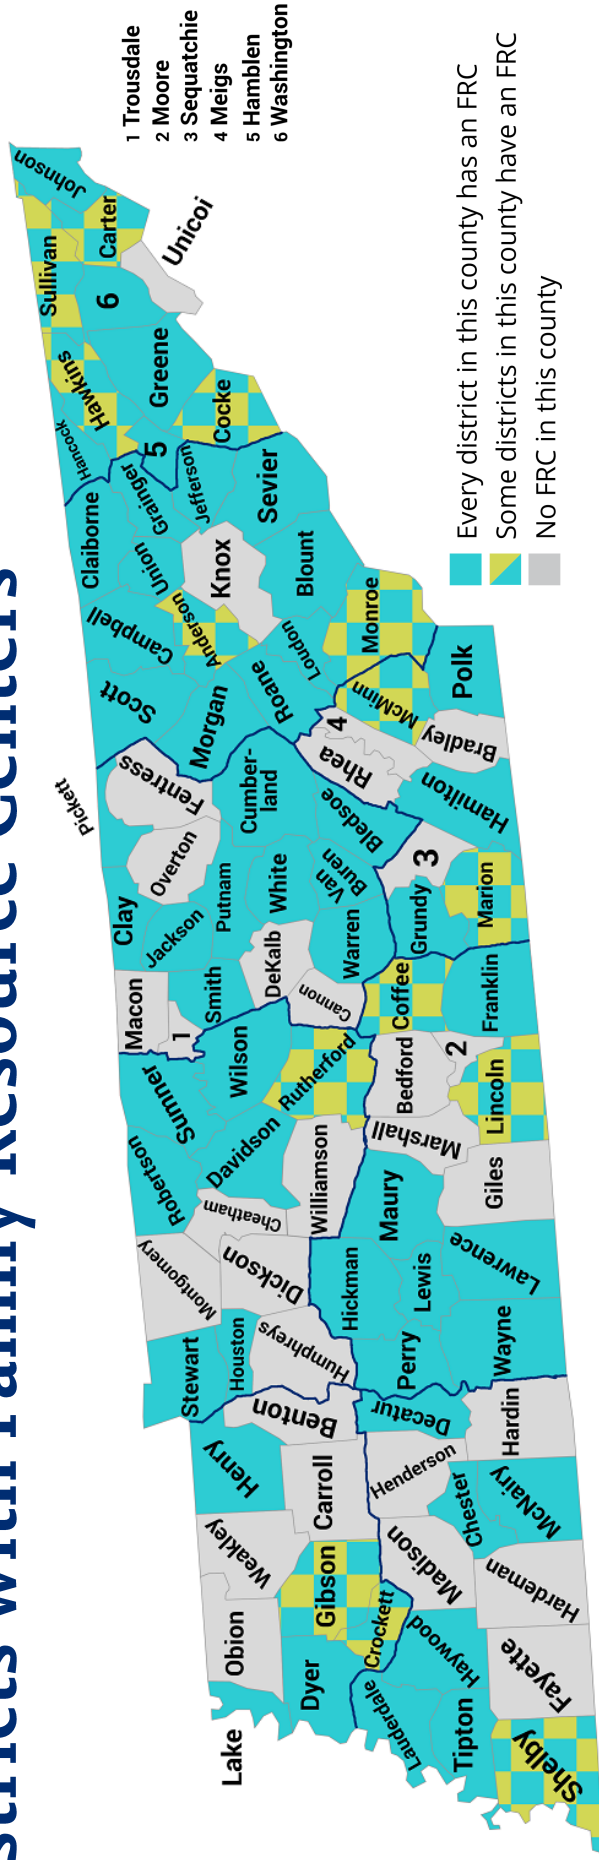 stricts with Family Resource Centers
1 Trousdale
2 Moore
3 Sequatchie
4 Meigs
5 Hamblen
6 Washington
Every district in this county has an FRC
Some districts in this county have an FRC
No FRC in this county
Lake
Obion
Weakley
Henry
Stewart
Montgomery
Robertson
Sumner
Macon
Clay
Pickett
Scott
Campbell
Claiborne
Hancock
Hawkins
Sullivan
Johnson
Dyer
Gibson
Carroll
Benton
Houston
Humphreys
Dickson
Cheatham
Davidson
Wilson
1
Smith
Jackson
Overton
Fentress
Putnam
Morgan
Anderson
Union
Grainger
5
Greene
6
Carter
Unicoi
Lauderdale
Crockett
Haywood
Madison
Henderson
Decatur
Perry
Hickman
Williamson
Rutherford
Cannon
DeKalb
White
Cumber-
land
Roane
Loudon
Knox
Jefferson
Cocke
Sevier
Blount
Tipton
Chester
Lewis
Maury
Marshall
Bedford
Coffee
Warren
Van
Buren
Bledsoe
Rhea
4
McMinn
Monroe
Shelby
Fayette
Hardeman
McNairy
Hardin
Wayne
Lawrence
Giles
Lincoln
2
Franklin
Grundy
3
Marion
Hamilton
Bradley
Polk